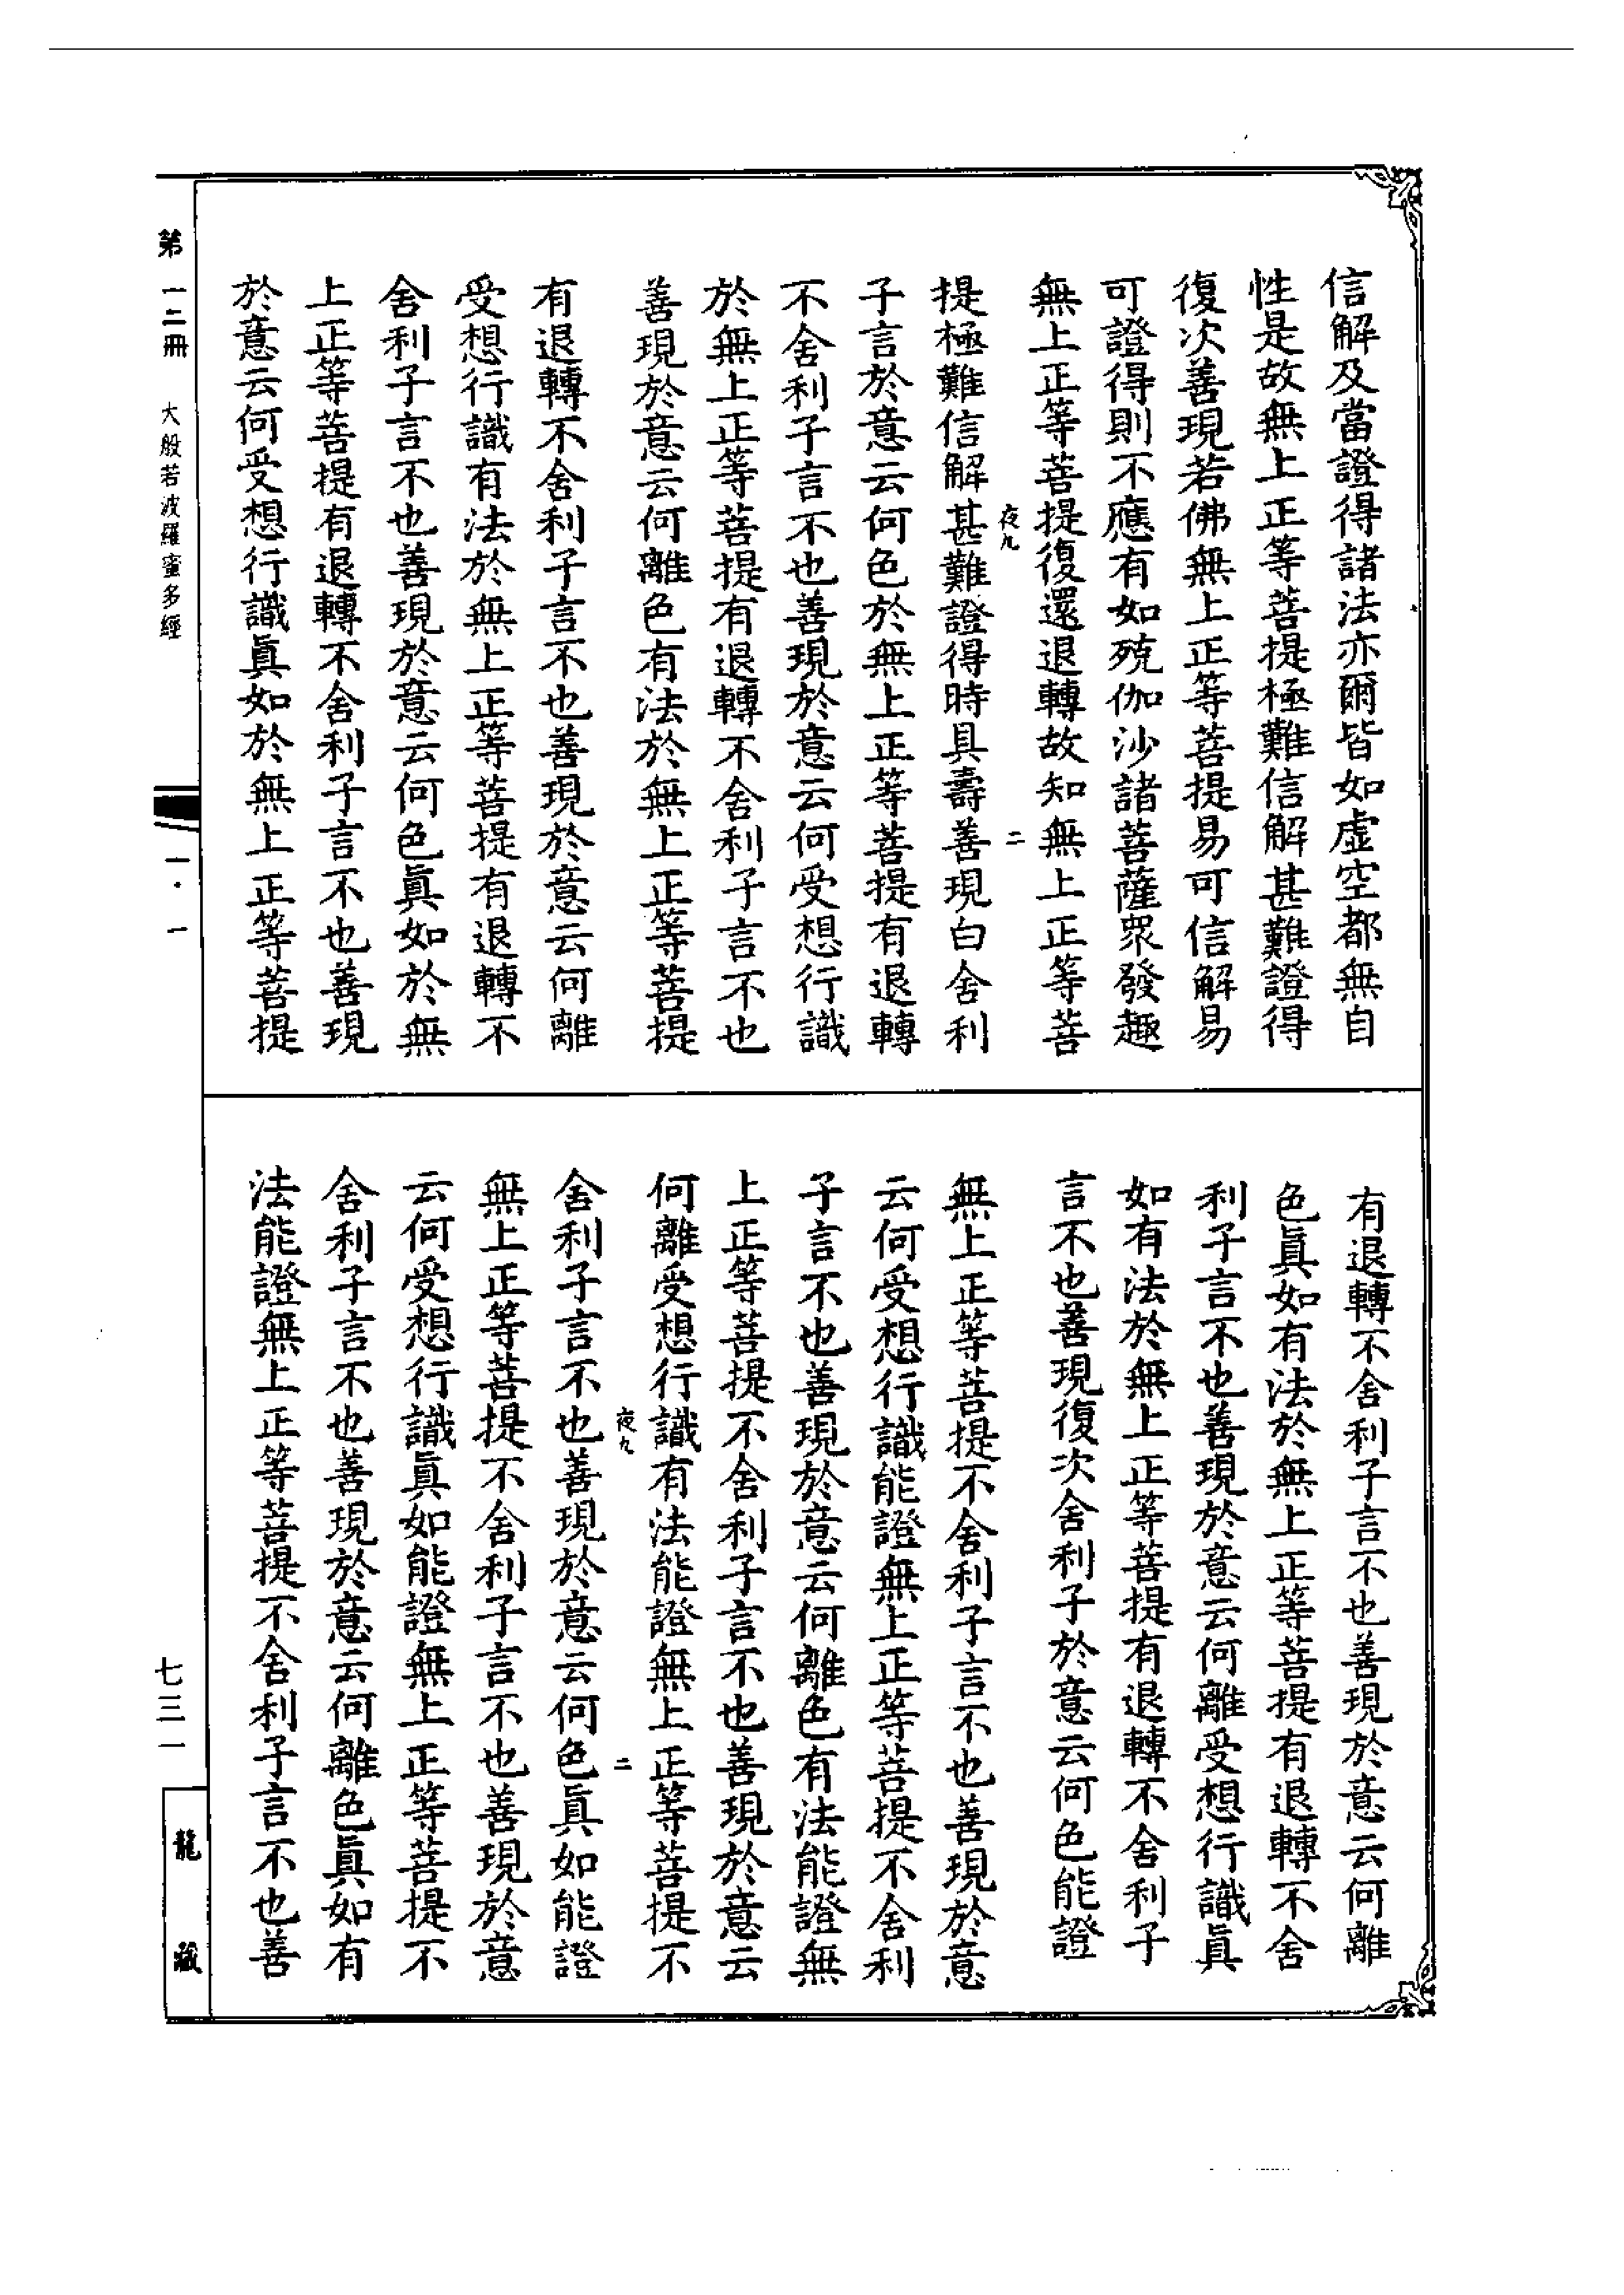 信解及當證得諸法亦爾皆如虛空都無自
性是故無上正等菩提極難信解甚難證得
復次善現若佛無上正等菩提易可信解易
可證得則不應有如殑伽沙諸菩薩眾發趣
無上正等菩提復還退轉故知無上正等菩
夜九 二
提極難信解甚難證得時具壽善現白舍利
子言於意云何色於無上正等菩提有退轉
不舍利子言不也善現於意云何受想行識
於無上正等菩提有退轉不舍利子言不也
善現於意云何離色有法於無上正等菩提
有退轉不舍利子言不也善現於意云何離
受想行識有法於無上正等菩提有退轉不
舍利子言不也善現於意云何色眞如於無
上正等菩提有退轉不舍利子言不也善現
於意云何受想行識眞如於無上正等菩提
有退轉不舍利子言不也善現於意云何離
色眞如有法於無上正等菩提有退轉不舍
利子言不也善現於意云何離受想行識眞
如有法於無上正等菩提有退轉不舍利子
言不也善現復次舍利子於意云何色能證
無上正等菩提不舍利子言不也善現於意
云何受想行識能證無上正等菩提不舍利
子言不也善現於意云何離色有法能證無
上正等菩提不舍利子言不也善現於意云
何離受想行識有法能證無上正等菩提不
夜九 二
舍利子言不也善現於意云何色眞如能證
無上正等菩提不舍利子言不也善現於意
云何受想行識眞如能證無上正等菩提不
舍利子言不也善現於意云何離色眞如有
法能證無上正等菩提不舍利子言不也善
第一二冊 大般若波羅蜜多經 一·一 七三一 龍藏